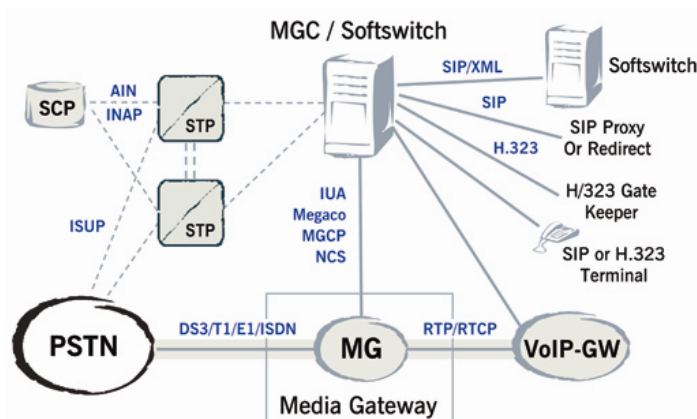 MGC / Softswitch
SIP/XML
Softswitch
AIN
SCP
INAP
STP
SIP
SIP Proxy
Or Redirect
H.323
STP
ISUP
IUA
Megaco
MGCP
NCS
H/323 Gate
Keeper
SIP or H.323
Terminal
DS3/T1/E1/ISDN
RTP/RTCP
PSTN
MG
VoIP-GW
Media Gateway